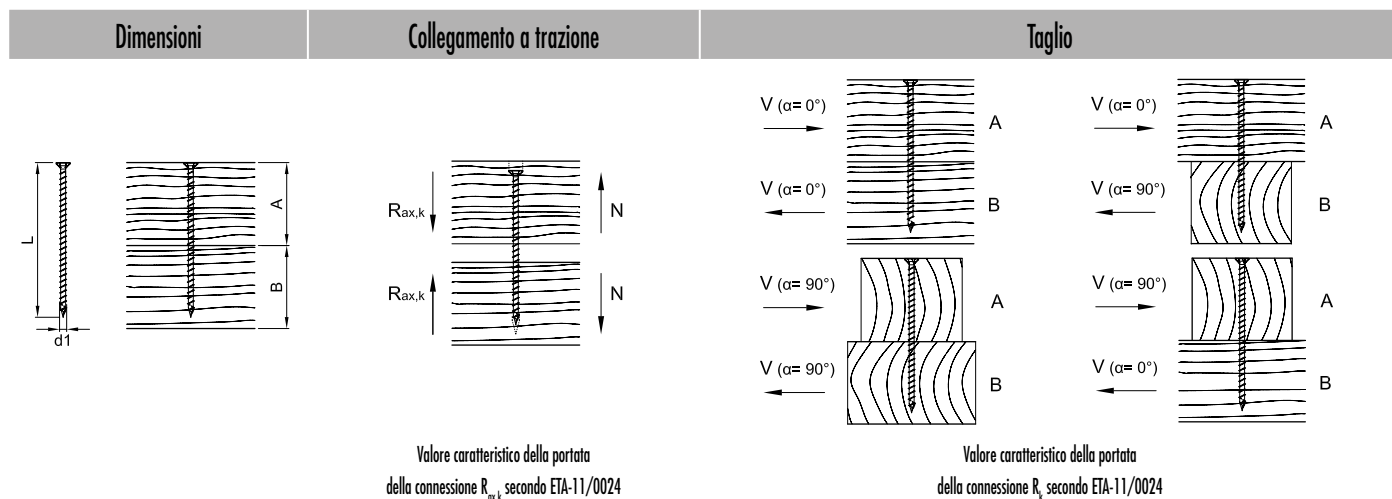 Dimensioni
Collegamento a trazione
Taglio
L
d1
A
B
Rax,k
Rax,k
N
N
V (α= 0°)
A
V (α= 0°)
B
V (α= 0°)
A
V (α= 90°)
B
V (α= 90°)
A
V (α= 90°)
B
V (α= 90°)
A
V (α= 0°)
B
Valore caratteristico della portata
della connessione Rax,k secondo ETA-11/0024
Valore caratteristico della portata
della connessione Rk secondo ETA-11/0024